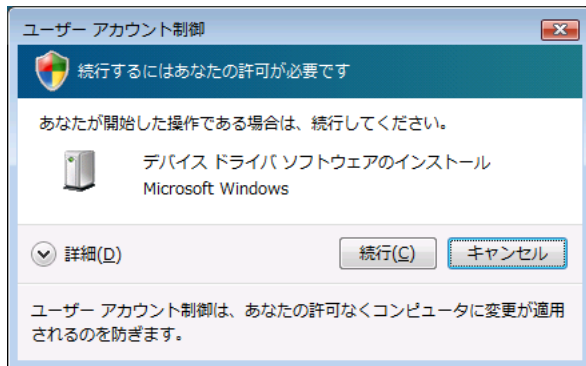 ユーザー アカウント制御
続行するにはあなたの許可が必要です
あなたが開始した操作である場合は、続行してください。
デバイス ドライバ ソフトウェアのインストール
Microsoft Windows
詳細(D)
続行(C)
キャンセル
ユーザー アカウント制御は、あなたの許可なくコンピュータに変更が適用
されるのを防ぎます。